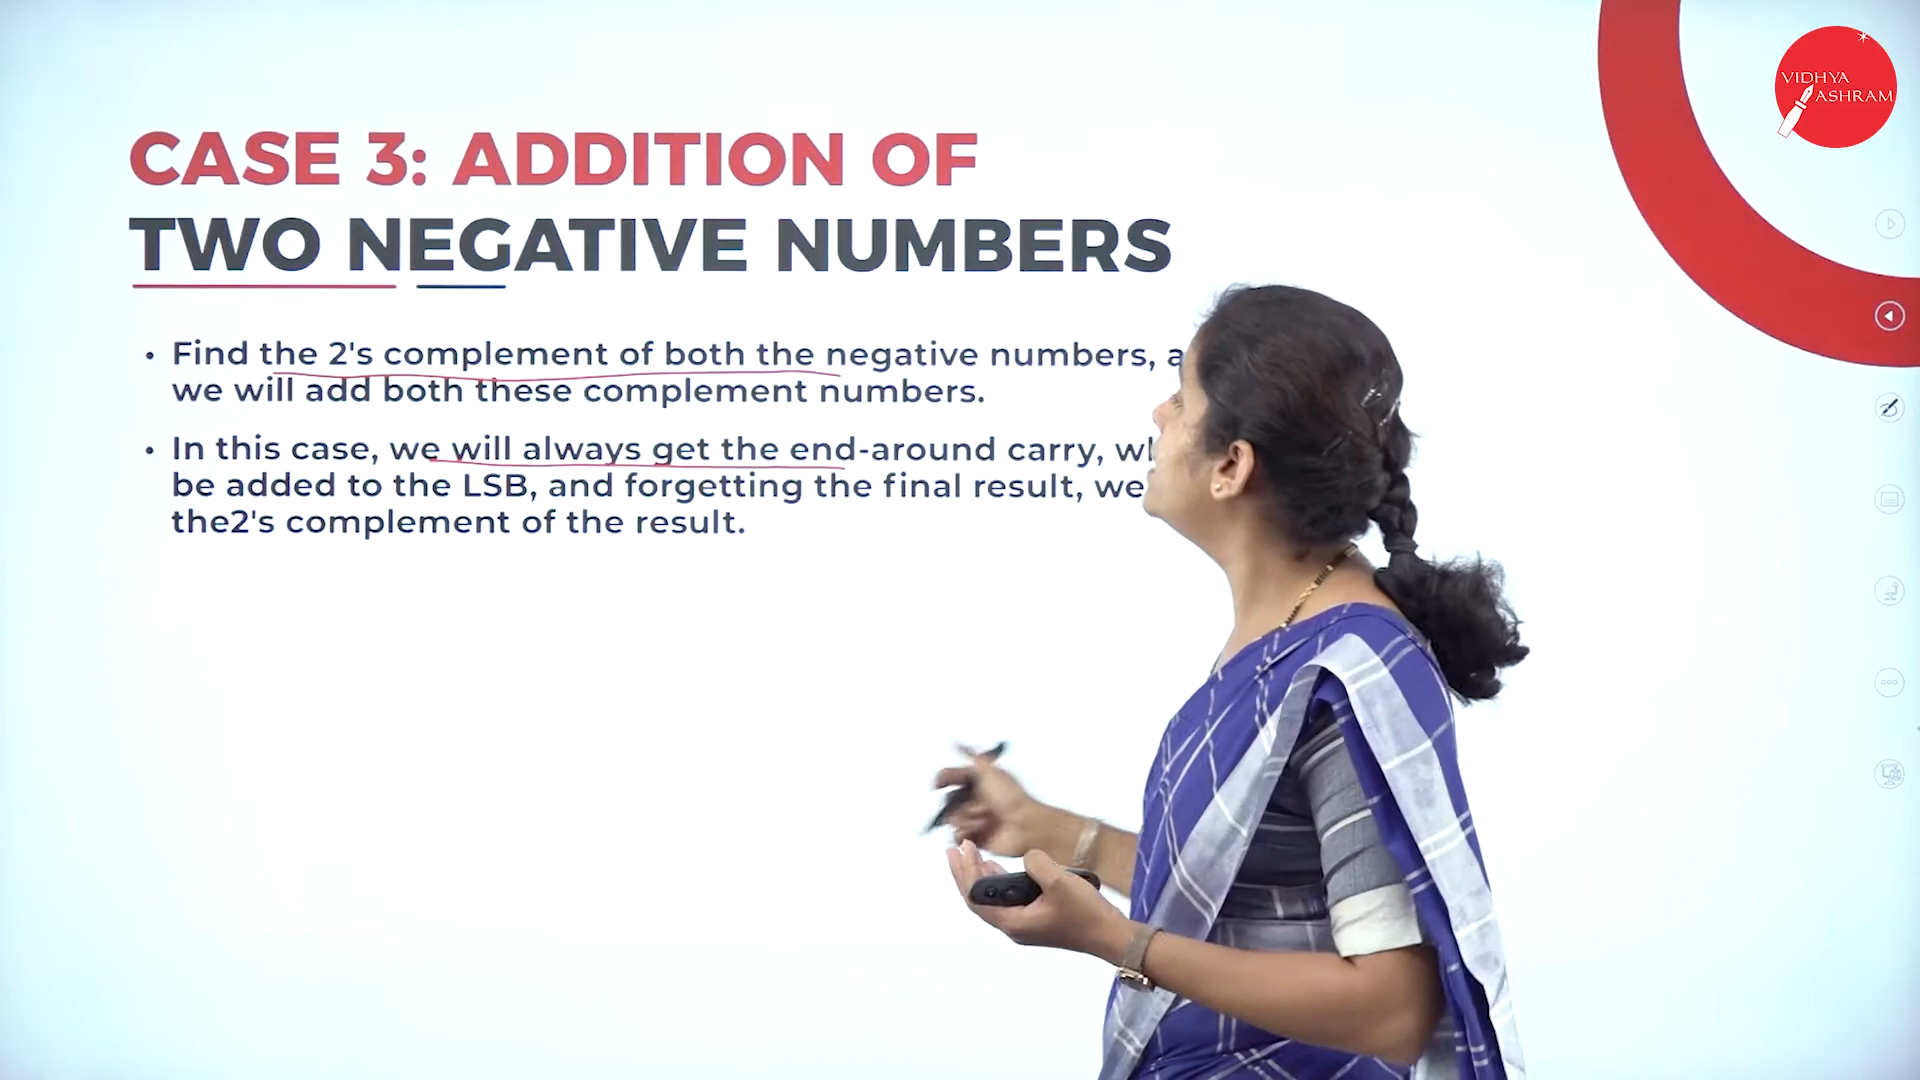 VIDHYA
ASHRAM
CASE 3: ADDITION OF
TWO NEGATIVE NUMBERS
• Find the 2's complement of both the negative numbers,
we will add both these complement numbers.
• In this case, we will always get the end-around carry,
be added to the LSB, and forgetting the final result, we
the2's complement of the result.